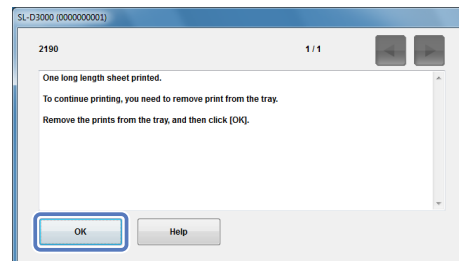 SL-D3000 (0000000001)
2190 1 / 1
One long length sheet printed.
To continue printing, you need to remove print from the tray.
Remove the prints from the tray, and then click [OK].
OK Help